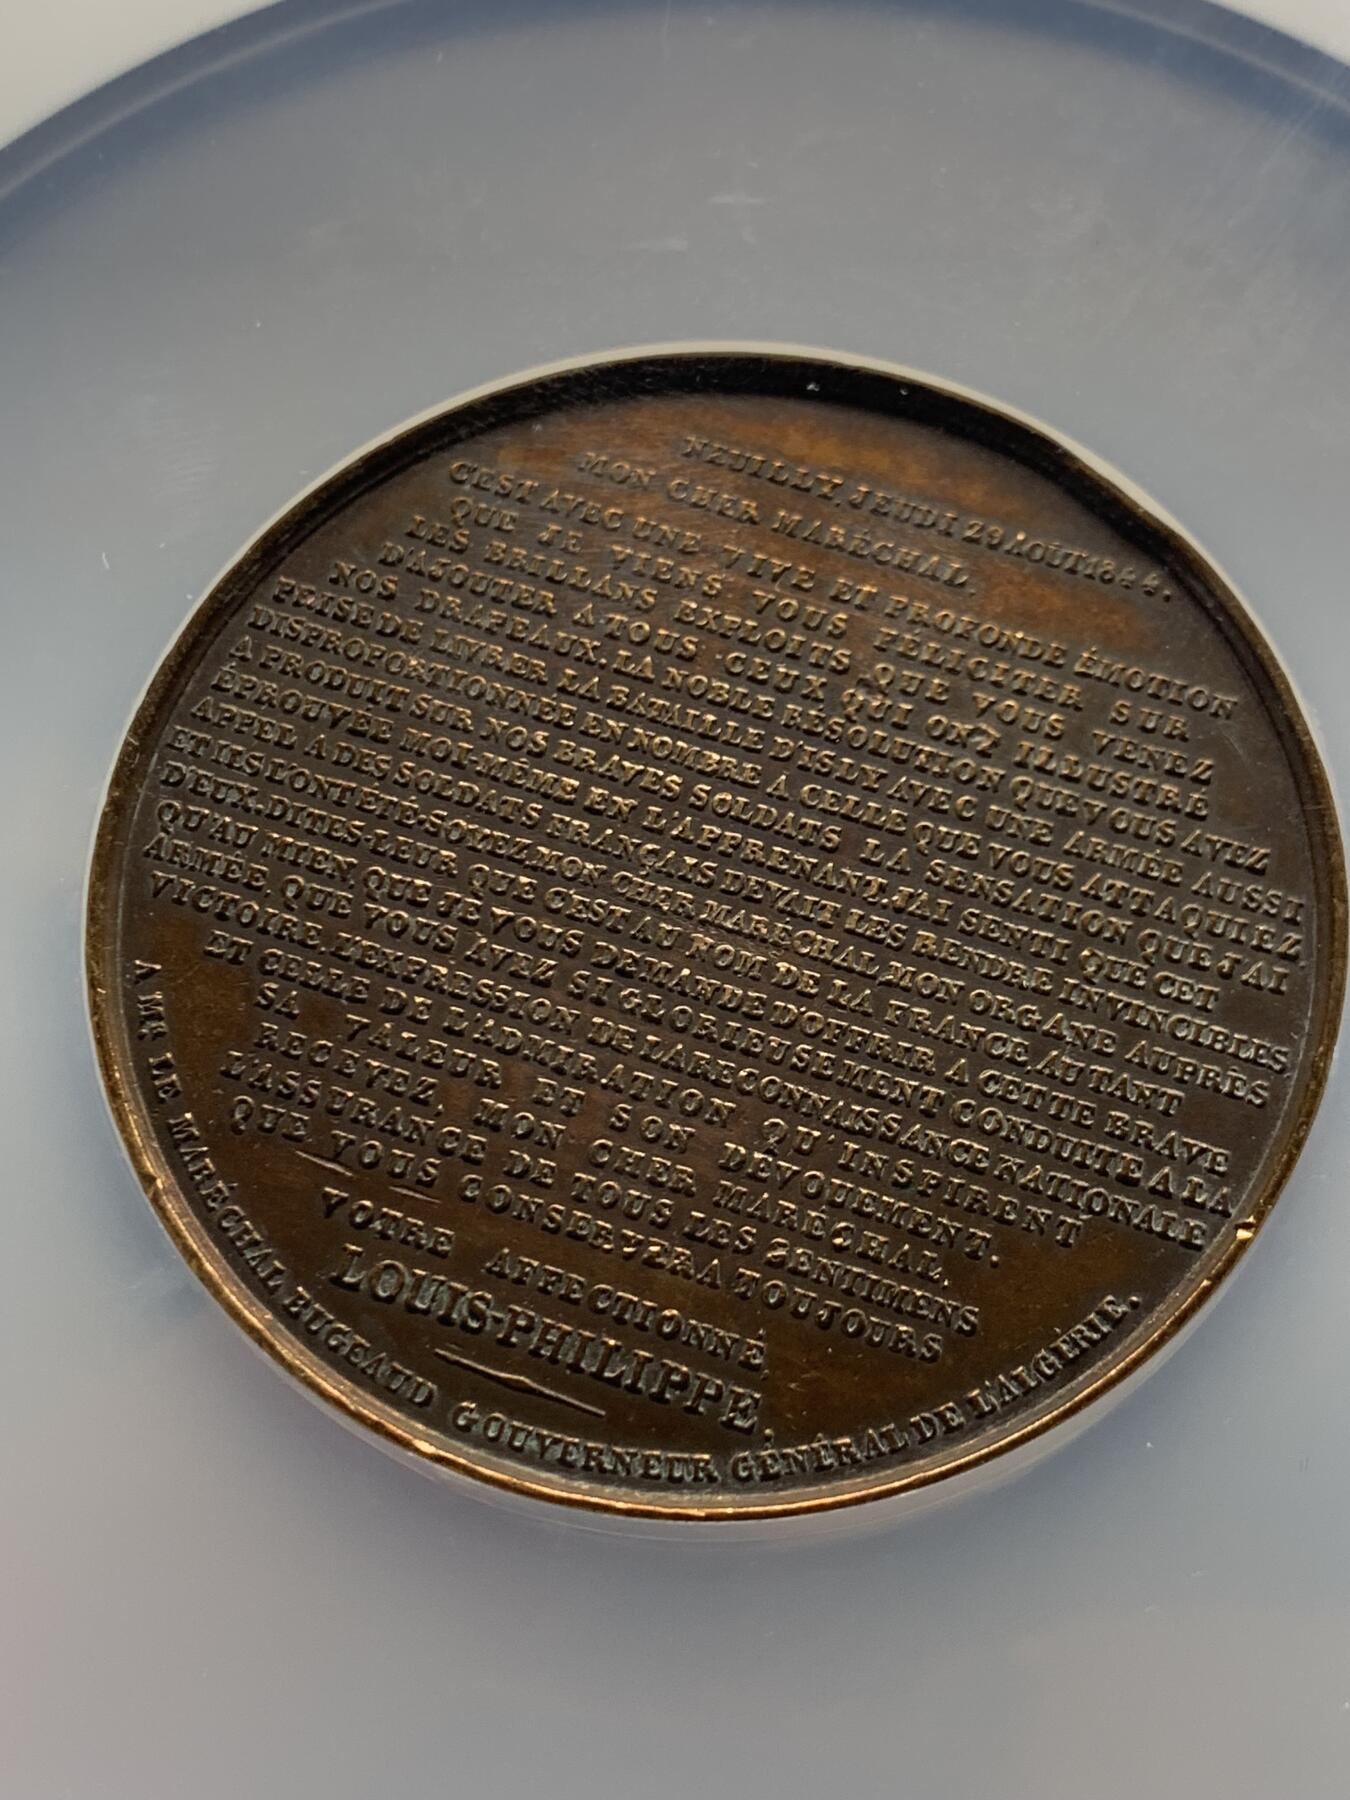 NEUILLY, JEUDI 29 AOUT 1844.
MON CHER MARÉCHAL.
C'EST AVEC UNE VIVE ET PROFONDE ÉMOTION
QUE JE VIENS VOUS FÉLICITER SUR
LES BRILLANS EXPLOITS QUE VOUS VENEZ
D'AJOUTER A TOUS CEUX QUI ONT ILLUSTRÉ
NOS DRAPEAUX. LA NOBLE RÉSOLUTION QUE VOUS AVEZ
PRISE DE LIVRER LA BATAILLE D'ISLY AVEC UNE ARMÉE AUSSI
DISPROPORTIONNÉE EN NOMBRE A CELLE QUE VOUS ATTAQUIEZ
A PRODUIT SUR NOS BRAVES SOLDATS LA SENSATION QUE J'AI
ÉPROUVÉE MOI-MÊME EN L'APPRENANT. J'AI SENTI QUE CET
APPEL A DES SOLDATS FRANÇAIS DEVAIT LES RENDRE INVINCIBLES
ET ILS L'ONT ÉTÉ. SOYEZ MON CHER MARÉCHAL MON ORGANE AUPRÈS
D'EUX. DITES-LEUR QUE C'EST AU NOM DE LA FRANCE, AUTANT
QU'AU MIEN, QUE JE VOUS DEMANDE D'OFFRIR A CETTE BRAVE
ARMÉE, QUE VOUS AVEZ SI GLORIEUSEMENT CONDUITE A LA
VICTOIRE, L'EXPRESSION DE LA RECONNAISSANCE NATIONALE
ET CELLE DE L'ADMIRATION QU'INSPIRENT
SA VALEUR ET SON DÉVOUEMENT.
RECEVEZ, MON CHER MARÉCHAL,
L'ASSURANCE DE TOUS LES SENTIMENS
QUE VOUS CONSERVERA TOUJOURS
VOTRE AFFECTIONNÉ,
LOUIS-PHILIPPE,
A MR. LE MARÉCHAL BUGEAUD GOUVERNEUR GÉNÉRAL DE L'ALGÉRIE.